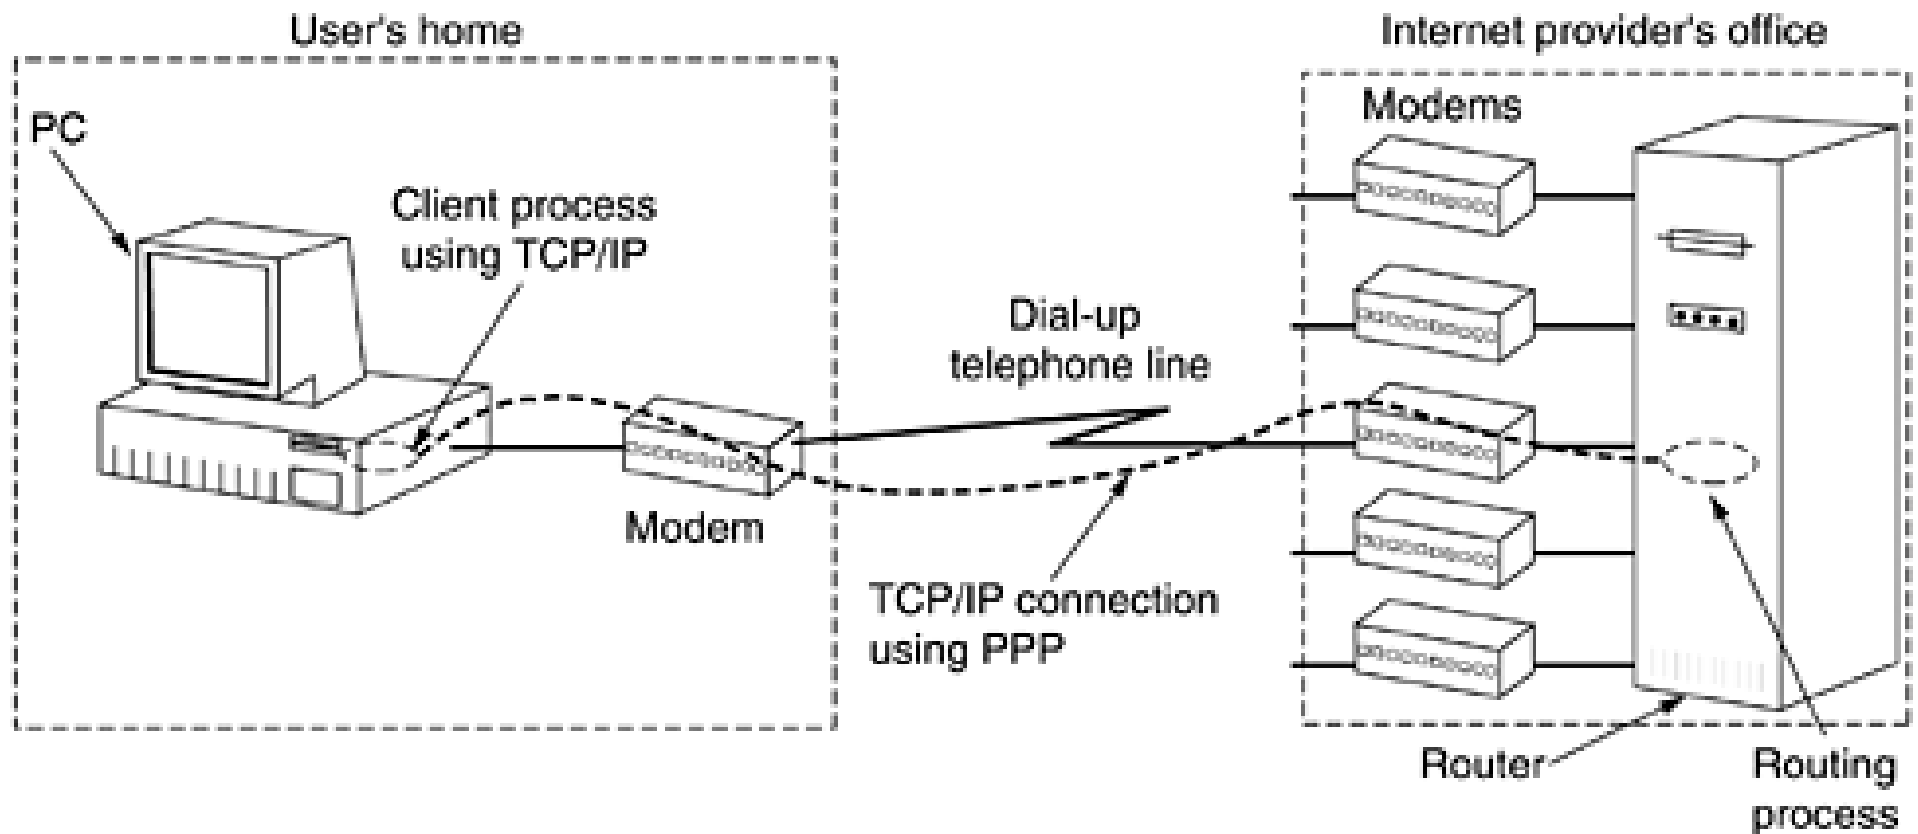 User's home
Internet provider's office
PC
Modems
Client process
using TCP/IP
Dial-up
telephone line
Modem
TCP/IP connection
using PPP
Router
Routing
process